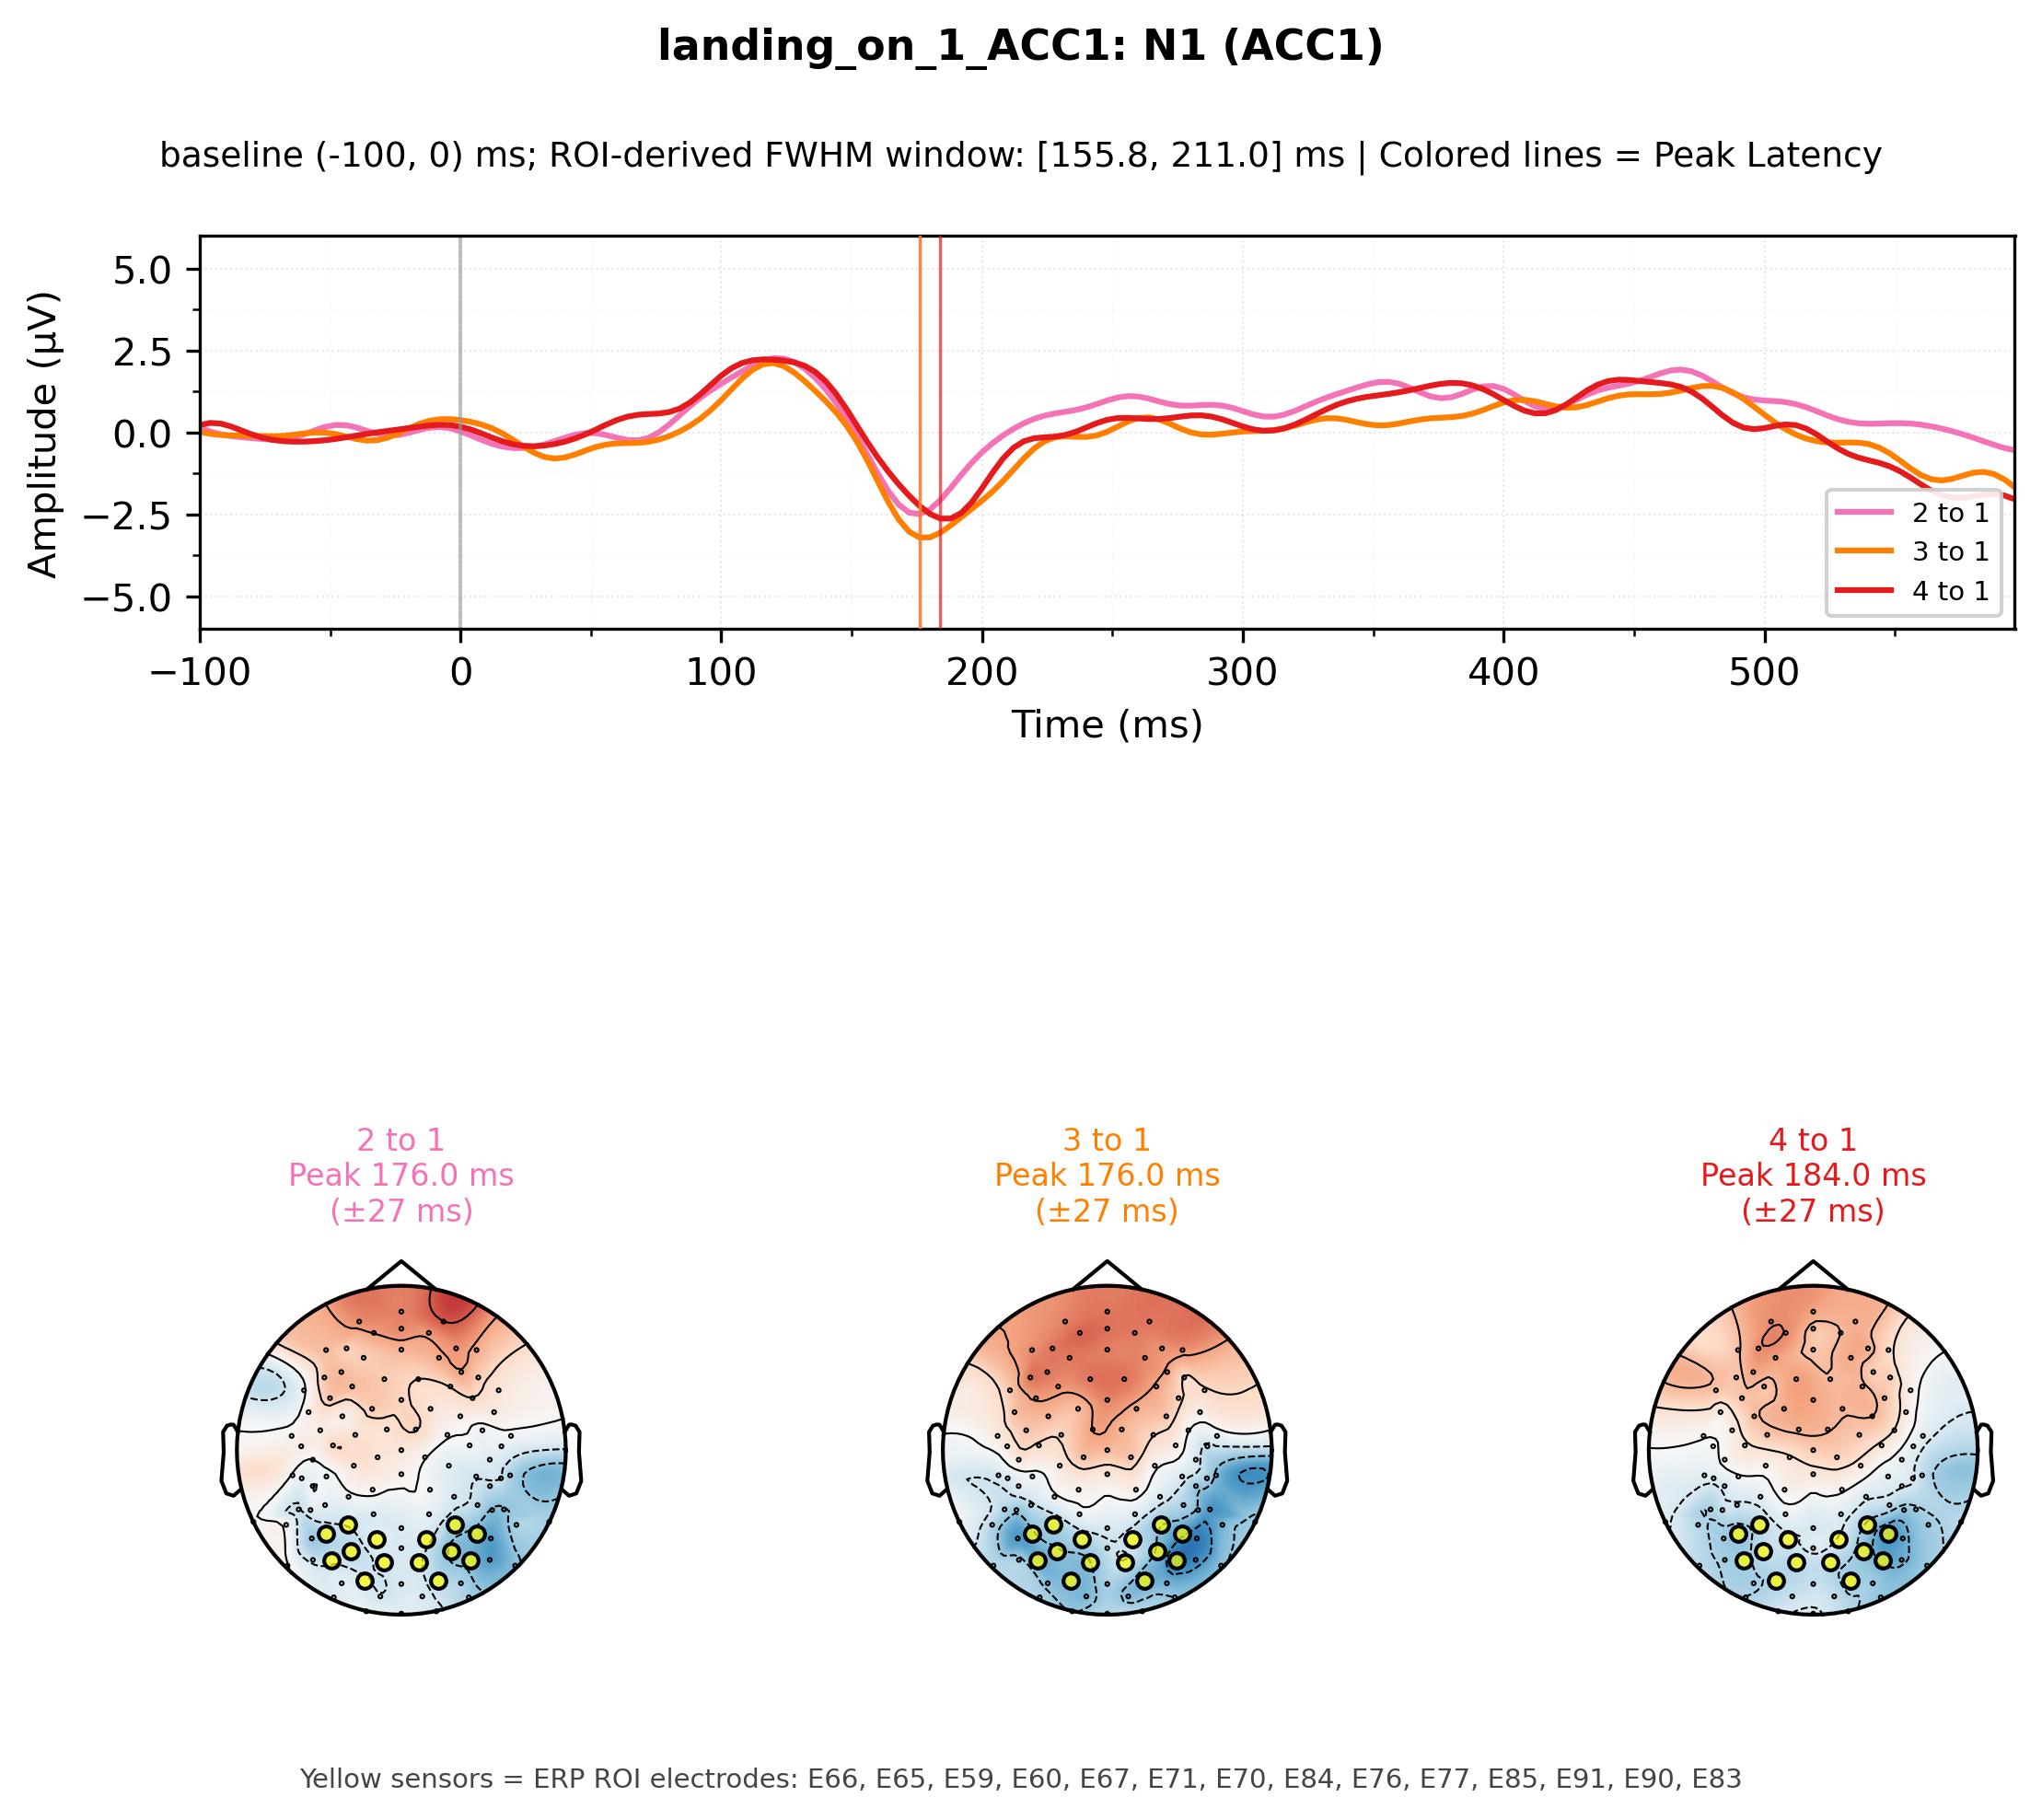 landing_on_1_ACC1: N1 (ACC1)
baseline (-100, 0) ms; ROI-derived FWHM window: [155.8, 211.0] ms | Colored lines = Peak Latency
Amplitude (µV)
5.0
2.5
0.0
−2.5
−5.0
2 to 1
3 to 1
4 to 1
−100
0
100
200
300
400
500
Time (ms)
2 to 1
Peak 176.0 ms
(±27 ms)
3 to 1
Peak 176.0 ms
(±27 ms)
4 to 1
Peak 184.0 ms
(±27 ms)
Yellow sensors = ERP ROI electrodes: E66, E65, E59, E60, E67, E71, E70, E84, E76, E77, E85, E91, E90, E83